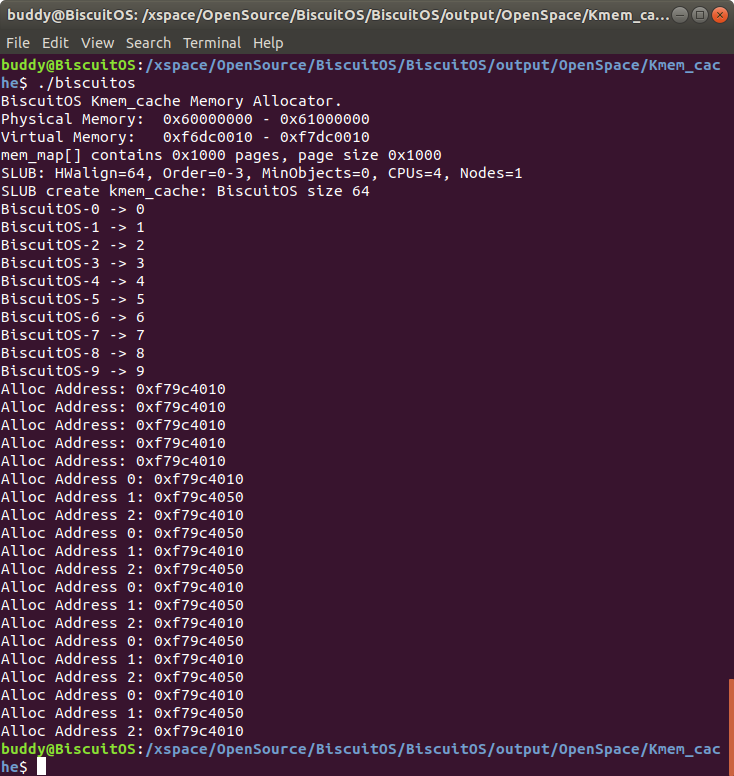 buddy@BiscuitOS: /xspace/OpenSource/BiscuitOS/BiscuitOS/output/OpenSpace/Kmem_ca...
File Edit View Search Terminal Help
buddy@BiscuitOS:/xspace/OpenSource/BiscuitOS/BiscuitOS/output/OpenSpace/Kmem_cac
he$ ./biscuitos
BiscuitOS Kmem_cache Memory Allocator.
Physical Memory:  0x60000000 - 0x61000000
Virtual Memory:   0xf6dc0010 - 0xf7dc0010
mem_map[] contains 0x1000 pages, page size 0x1000
SLUB: HWalign=64, Order=0-3, MinObjects=0, CPUs=4, Nodes=1
SLUB create kmem_cache: BiscuitOS size 64
BiscuitOS-0 -> 0
BiscuitOS-1 -> 1
BiscuitOS-2 -> 2
BiscuitOS-3 -> 3
BiscuitOS-4 -> 4
BiscuitOS-5 -> 5
BiscuitOS-6 -> 6
BiscuitOS-7 -> 7
BiscuitOS-8 -> 8
BiscuitOS-9 -> 9
Alloc Address: 0xf79c4010
Alloc Address: 0xf79c4010
Alloc Address: 0xf79c4010
Alloc Address: 0xf79c4010
Alloc Address: 0xf79c4010
Alloc Address 0: 0xf79c4010
Alloc Address 1: 0xf79c4050
Alloc Address 2: 0xf79c4010
Alloc Address 0: 0xf79c4050
Alloc Address 1: 0xf79c4010
Alloc Address 2: 0xf79c4050
Alloc Address 0: 0xf79c4010
Alloc Address 1: 0xf79c4050
Alloc Address 2: 0xf79c4010
Alloc Address 0: 0xf79c4050
Alloc Address 1: 0xf79c4010
Alloc Address 2: 0xf79c4050
Alloc Address 0: 0xf79c4010
Alloc Address 1: 0xf79c4050
Alloc Address 2: 0xf79c4010
buddy@BiscuitOS:/xspace/OpenSource/BiscuitOS/BiscuitOS/output/OpenSpace/Kmem_cac
he$